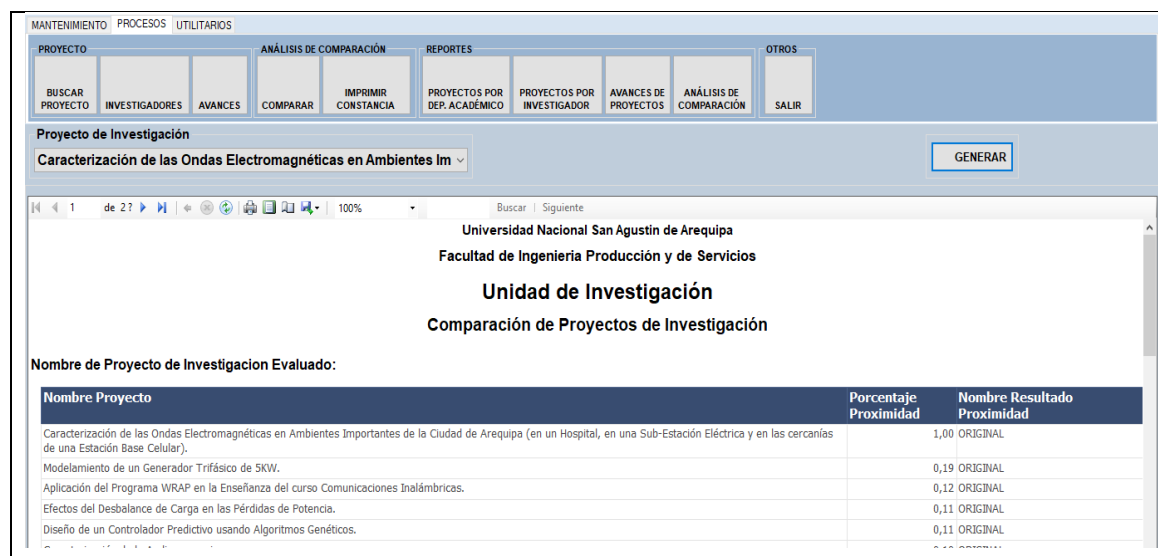 MANTENIMIENTO PROCESOS UTILITARIOS
PROYECTO ANÁLISIS DE COMPARACIÓN REPORTES OTROS
BUSCAR PROYECTO INVESTIGADORES AVANCES COMPARAR IMPRIMIR CONSTANCIA PROYECTOS POR DEP. ACADÉMICO PROYECTOS POR INVESTIGADOR AVANCES DE PROYECTOS ANÁLISIS DE COMPARACIÓN SALIR
Proyecto de Investigación
Caracterización de las Ondas Electromagnéticas en Ambientes Im
GENERAR
1 de 2? 100% Buscar | Siguiente
Universidad Nacional San Agustin de Arequipa
Facultad de Ingenieria Producción y de Servicios
Unidad de Investigación
Comparación de Proyectos de Investigación
Nombre de Proyecto de Investigacion Evaluado:
Nombre Proyecto Porcentaje Proximidad Nombre Resultado Proximidad
Caracterización de las Ondas Electromagnéticas en Ambientes Importantes de la Ciudad de Arequipa (en un Hospital, en una Sub-Estación Eléctrica y en las cercanías
de una Estación Base Celular). 1,00 ORIGINAL
Modelamiento de un Generador Trifásico de 5KW. 0,19 ORIGINAL
Aplicación del Programa WRAP en la Enseñanza del curso Comunicaciones Inalámbricas. 0,12 ORIGINAL
Efectos del Desbalance de Carga en las Pérdidas de Potencia. 0,11 ORIGINAL
Diseño de un Controlador Predictivo usando Algoritmos Genéticos. 0,11 ORIGINAL